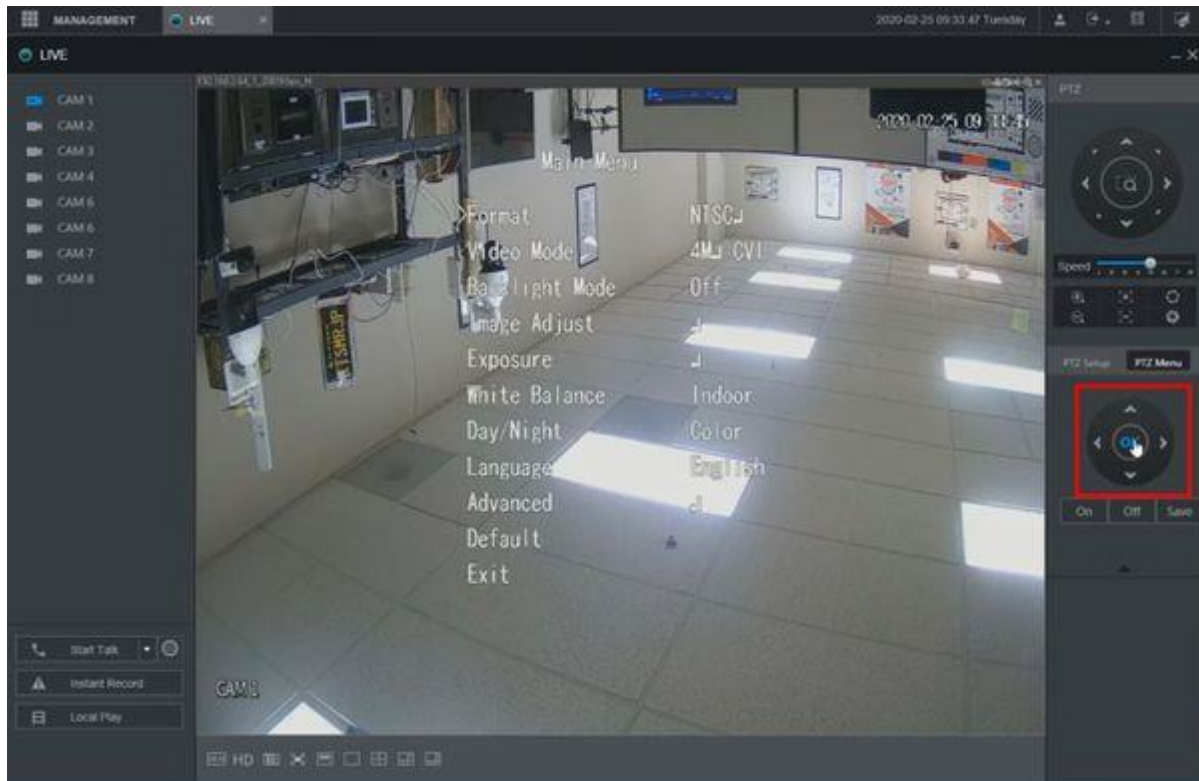 MANAGEMENT
LIVE
2020-02-25 09:33:47 Tuesday
LIVE
CAM 1
CAM 2
CAM 3
CAM 4
CAM 6
CAM 6
CAM 7
CAM 8
PTZ
2020-02-25 09
Main Menu
Format NTSC
Video Mode 4M CVI
Backlight Mode Off
Image Adjust
Exposure
White Balance Indoor
Day/Night Color
Language English
Advanced
Default
Exit
CAM 1
Speed
PTZ Setup PTZ Menu
OK
On Off Save
Start Talk
Instant Record
Local Play
HD